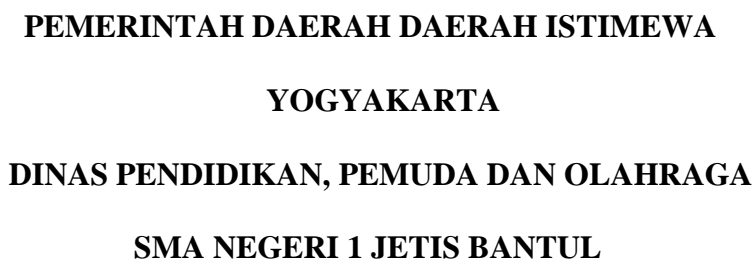 PEMERINTAH DAERAH DAERAH ISTIMEWA
YOGYAKARTA
DINAS PENDIDIKAN, PEMUDA DAN OLAHRAGA
SMA NEGERI 1 JETIS BANTUL